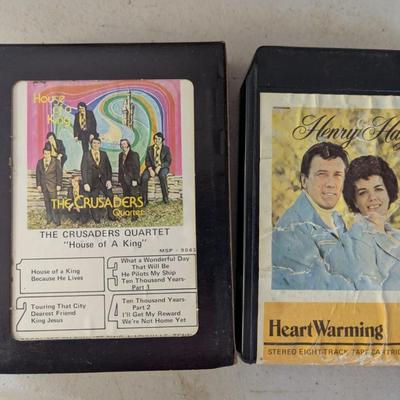 House
of a
King
THE CRUSADERS
Quartet
THE CRUSADERS QUARTET
"House of A King"
1
House of a King
Because He Lives
2
Touring That City
Dearest Friend
King Jesus
3
What a Wonderful Day
That Will Be
He Pilots My Ship
Ten Thousand Years-
Part 1
4
Ten Thousand Years-
Part 2
I'll Get My Reward
We're Not Home Yet
Henry
HeartWarming
STEREO EIGHT-TRACK TAPE